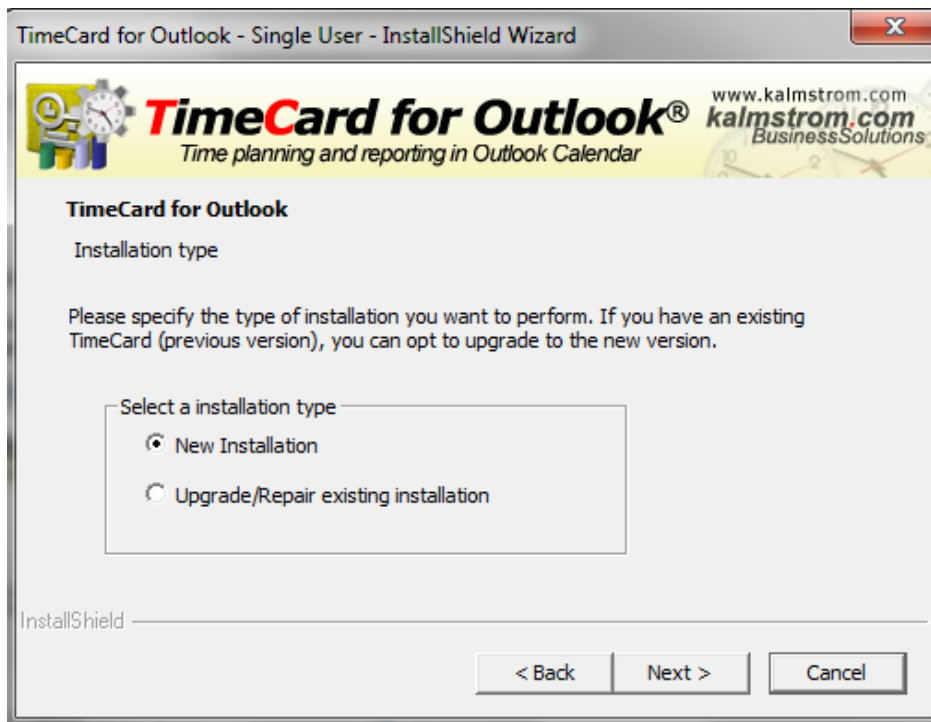 TimeCard for Outlook - Single User - InstallShield Wizard
TimeCard for Outlook®
Time planning and reporting in Outlook Calendar
www.kalmstrom.com
kalmstrom.com
BusinessSolutions
TimeCard for Outlook
Installation type
Please specify the type of installation you want to perform. If you have an existing
TimeCard (previous version), you can opt to upgrade to the new version.
Select a installation type
New Installation
Upgrade/Repair existing installation
InstallShield
< Back Next > Cancel